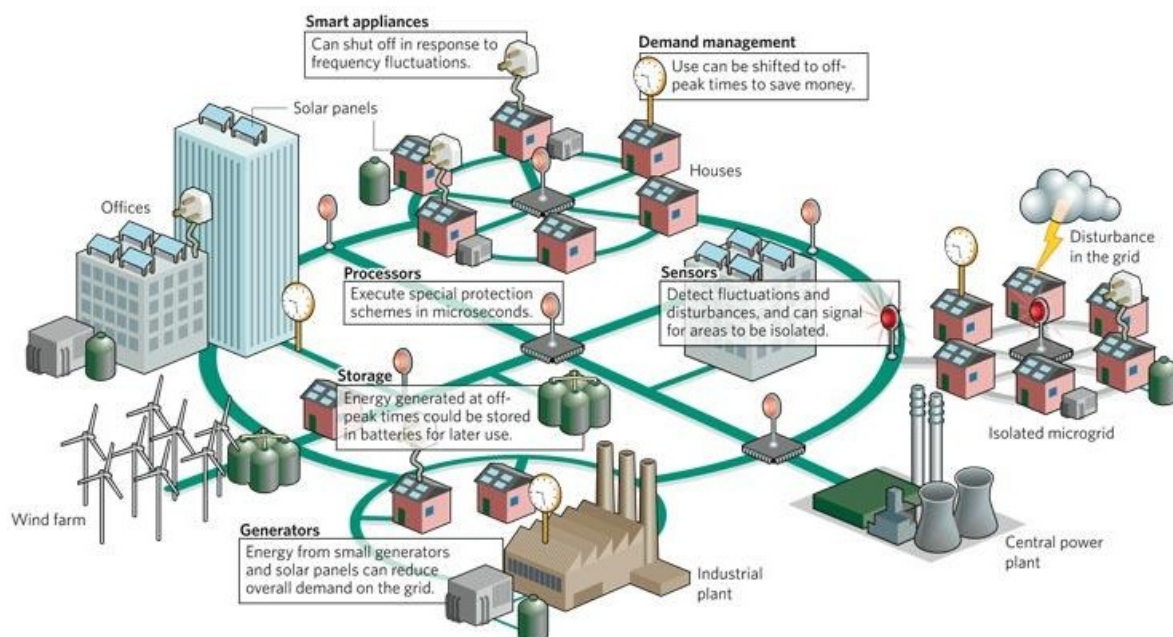 Smart appliances
Can shut off in response to
frequency fluctuations.
Demand management
Use can be shifted to off-
peak times to save money.
Solar panels
Houses
Offices
Disturbance
in the grid
Processors
Execute special protection
schemes in microseconds.
Sensors
Detect fluctuations and
disturbances, and can signal
for areas to be isolated.
Storage
Energy generated at off-
peak times could be stored
in batteries for later use.
Isolated microgrid
Wind farm
Generators
Energy from small generators
and solar panels can reduce
overall demand on the grid.
Industrial
plant
Central power
plant